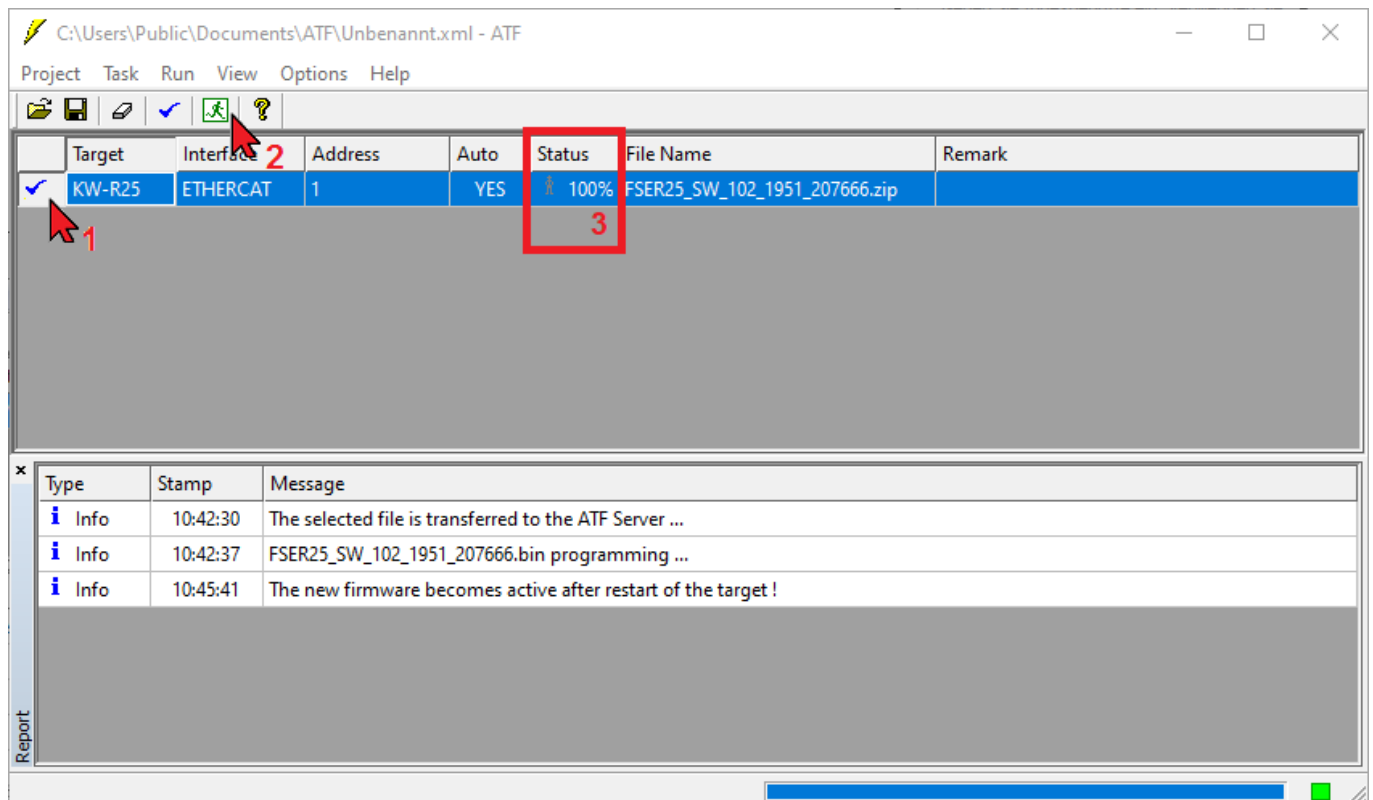 C:\Users\Public\Documents\ATF\Unbenannt.xml - ATF
Project Task Run View Options Help
2
Target Interface Address Auto Status File Name Remark
KW-R25 ETHERCAT 1 YES 100% FSER25_SW_102_1951_207666.zip
1
3
Type Stamp Message
Info 10:42:30 The selected file is transferred to the ATF Server ...
Info 10:42:37 FSER25_SW_102_1951_207666.bin programming ...
Info 10:45:41 The new firmware becomes active after restart of the target !
Report